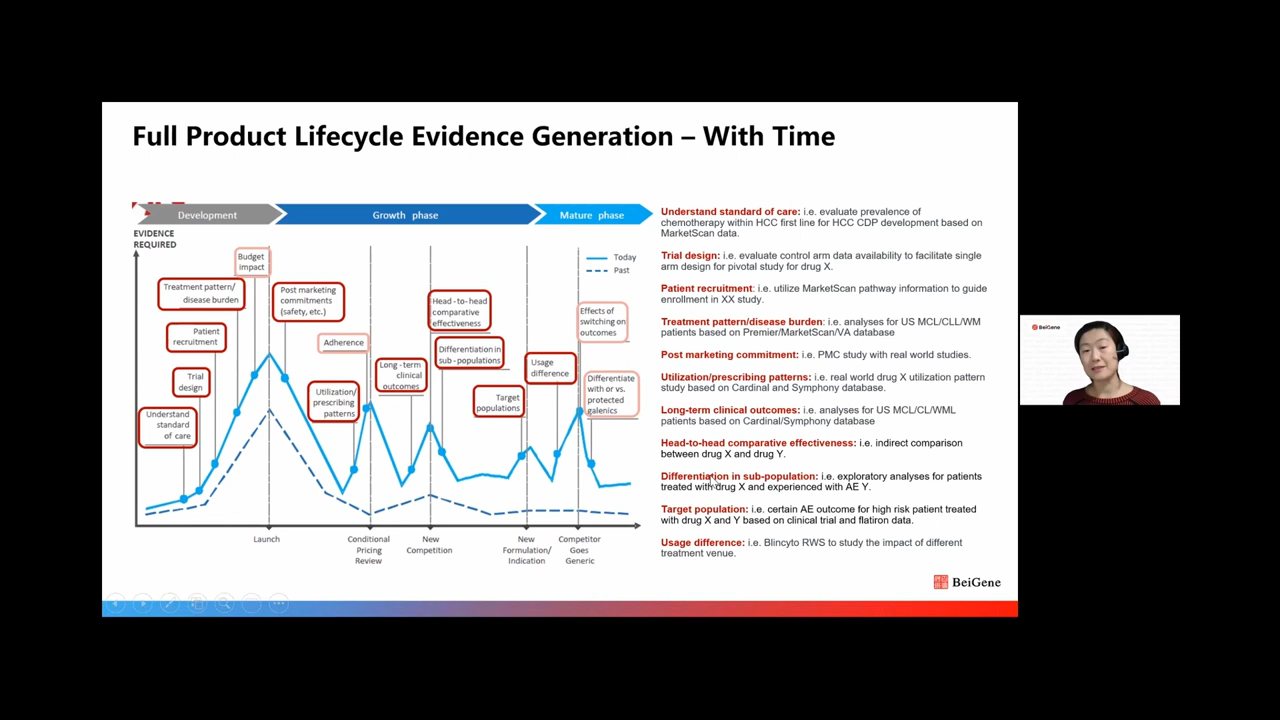 Full Product Lifecycle Evidence Generation – With Time
Development
Growth phase
Mature phase
EVIDENCE
REQUIRED
Today
Past
Understand
standard
of care
Trial
design
Patient
recruitment
Treatment pattern/
disease burden
Budget
impact
Post marketing
commitments
(safety, etc.)
Adherence
Utilization/
prescribing
patterns
Long-term
clinical
outcomes
Head-to-head
comparative
effectiveness
Differentiation in
sub-populations
Target
populations
Usage
difference
Effects of
switching on
outcomes
Differentiate
with or vs.
protected
galenics
Launch
Conditional
Pricing
Review
New
Competition
New
Formulation/
Indication
Competitor
Goes
Generic
Understand standard of care: i.e. evaluate prevalence of
chemotherapy within HCC first line for HCC CDP development based on
MarketScan data.
Trial design: i.e. evaluate control arm data availability to facilitate single
arm design for pivotal study for drug X.
Patient recruitment: i.e. utilize MarketScan pathway information to guide
enrollment in XX study.
Treatment pattern/disease burden: i.e. analyses for US MCL/CLL/WM
patients based on Premier/MarketScan/VA database
Post marketing commitment: i.e. PMC study with real world studies.
Utilization/prescribing patterns: i.e. real world drug X utilization pattern
study based on Cardinal and Symphony database.
Long-term clinical outcomes: i.e. analyses for US MCL/CL/WML
patients based on Cardinal/Symphony database
Head-to-head comparative effectiveness: i.e. indirect comparison
between drug X and drug Y.
Differentiation in sub-population: i.e. exploratory analyses for patients
treated with drug X and experienced with AE Y.
Target population: i.e. certain AE outcome for high risk patient treated
with drug X and Y based on clinical trial and flatiron data.
Usage difference: i.e. Blincyto RWS to study the impact of different
treatment venue.
BeiGene
BeiGene